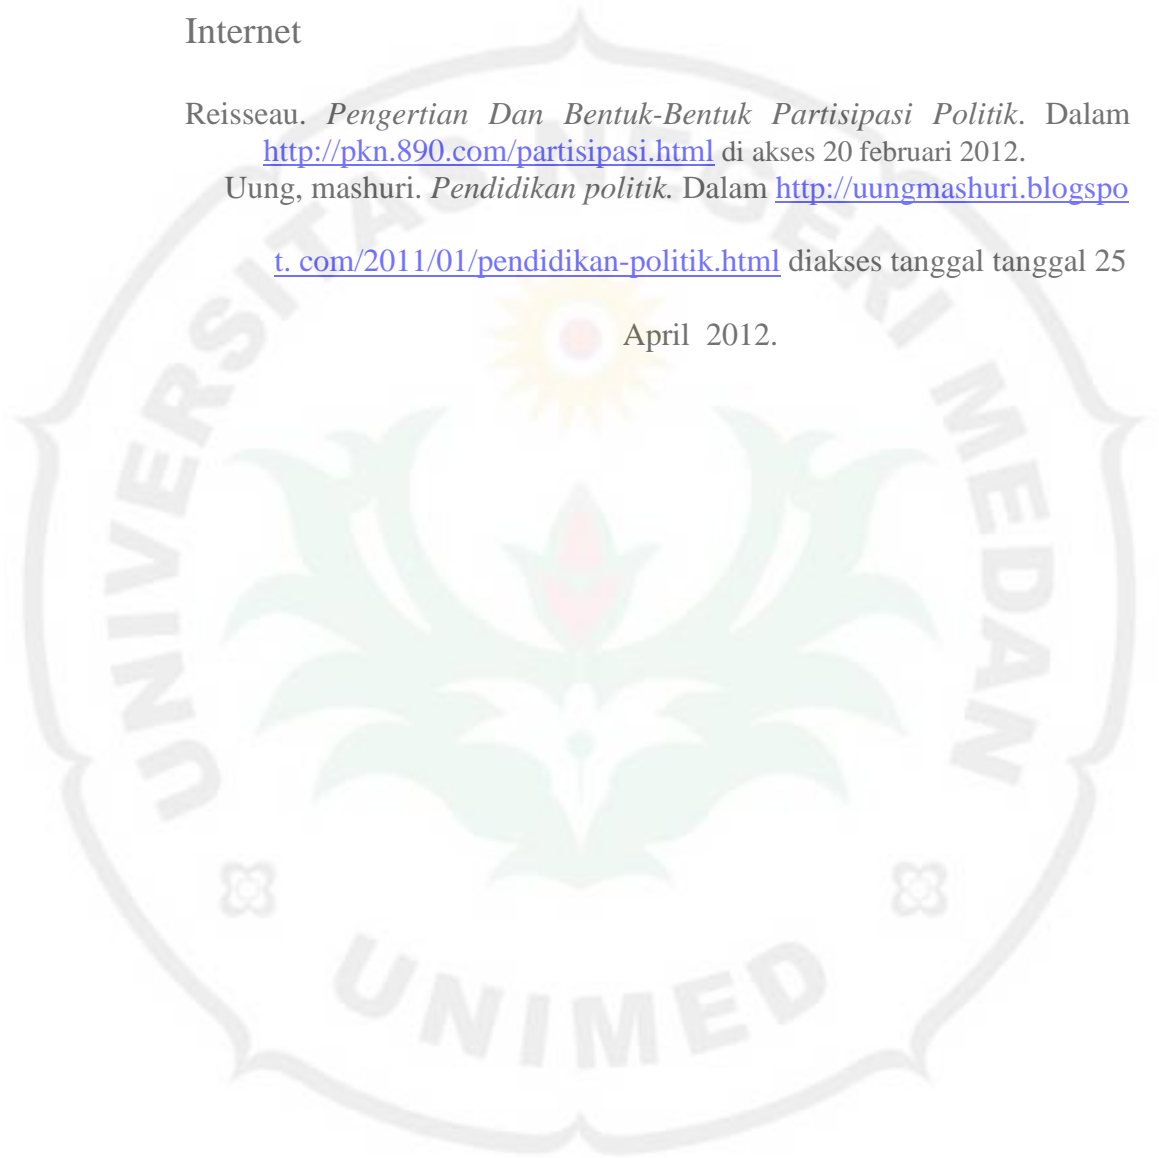 Internet
Reisseau. Pengertian Dan Bentuk-Bentuk Partisipasi Politik. Dalam
http://pkn.890.com/partisipasi.html di akses 20 februari 2012.
Uung, mashuri. Pendidikan politik. Dalam http://uungmashuri.blogspo
t. com/2011/01/pendidikan-politik.html diakses tanggal tanggal 25
April 2012.
UNIVERSITAS NEGERI MEDAN
UNIMED